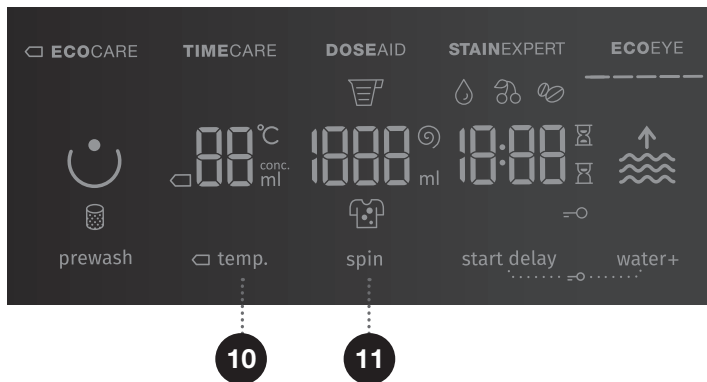 ECOCARE TIMECARE DOSEAID STAINEXPERT ECOEYE
88 °C conc. ml 1888 ml 18:88
prewash temp. spin start delay water+
10 11